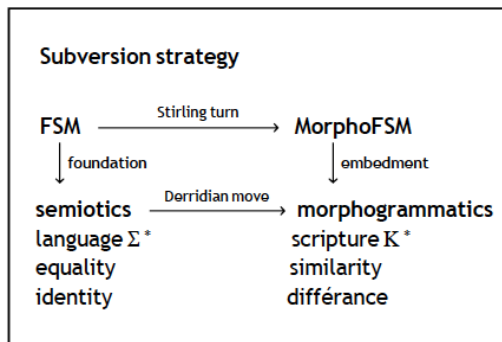 Subversion strategy
Stirling turn
FSM MorphoFSM
foundation embedment
Derridian move
semiotics morphogrammatics
language Σ* scripture K*
equality similarity
identity différance